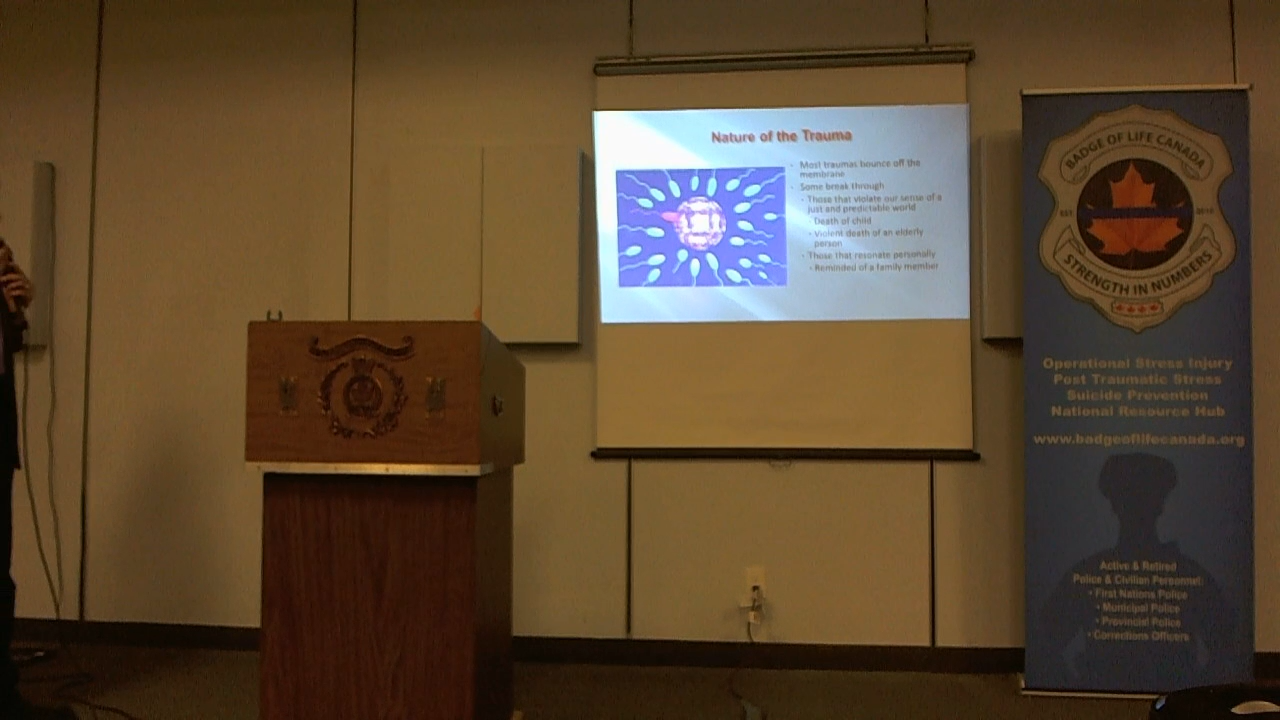 Nature of the Trauma
- Most traumas bounce off the
membrane
- Some break through
- Those that violate our sense of a
just and predictable world
- Death of child
- Violent death of an elderly
person
- Those that resonate personally
- Reminded of a family member
BADGE OF LIFE CANADA
EST
STRENGTH IN NUMBERS
Operational Stress Injury
Post Traumatic Stress
Suicide Prevention
National Resource Hub
www.badgeoflifecanada.org
Active & Retired
Police & Civilian Personnel:
• First Nations Police
• Municipal Police
• Provincial Police
• Corrections Officers